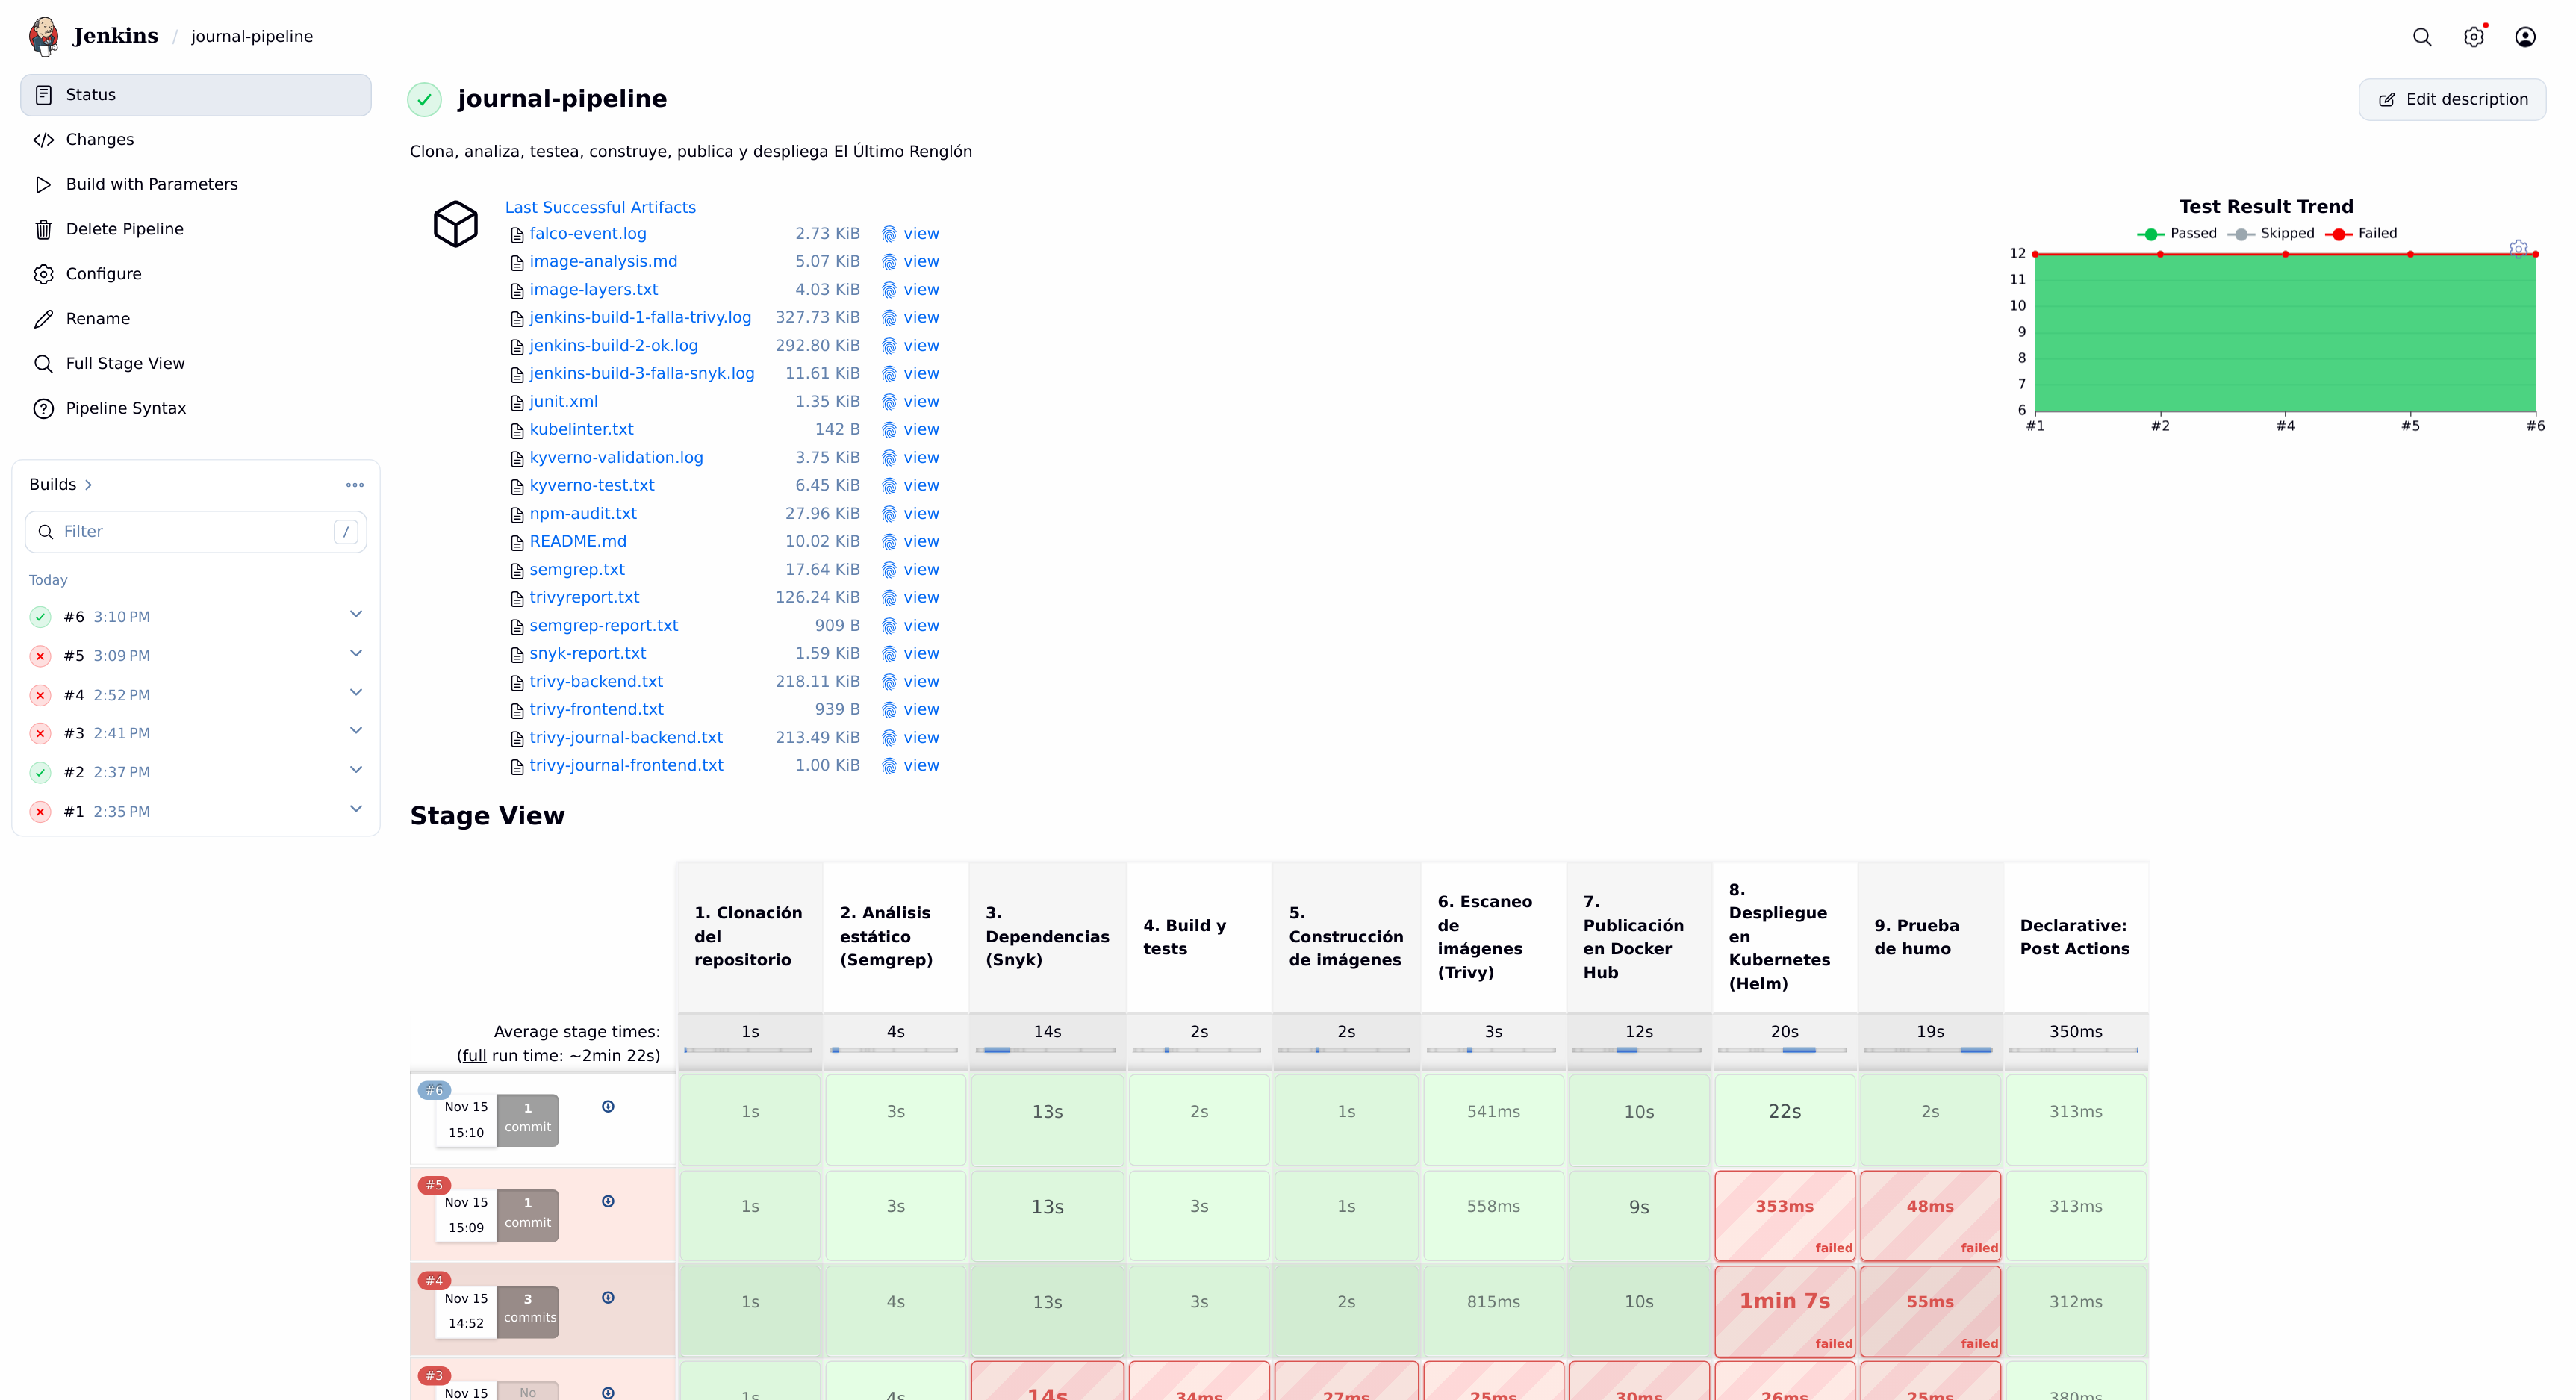 Jenkins / journal-pipeline
Status
Changes
Build with Parameters
Delete Pipeline
Configure
Rename
Full Stage View
Pipeline Syntax
Builds
Filter /
Today
#6 3:10 PM
#5 3:09 PM
#4 2:52 PM
#3 2:41 PM
#2 2:37 PM
#1 2:35 PM
journal-pipeline
Edit description
Clona, analiza, testea, construye, publica y despliega El Último Renglón
Last Successful Artifacts
falco-event.log 2.73 KiB view
image-analysis.md 5.07 KiB view
image-layers.txt 4.03 KiB view
jenkins-build-1-falla-trivy.log 327.73 KiB view
jenkins-build-2-ok.log 292.80 KiB view
jenkins-build-3-falla-snyk.log 11.61 KiB view
junit.xml 1.35 KiB view
kubelinter.txt 142 B view
kyverno-validation.log 3.75 KiB view
kyverno-test.txt 6.45 KiB view
npm-audit.txt 27.96 KiB view
README.md 10.02 KiB view
semgrep.txt 17.64 KiB view
trivyreport.txt 126.24 KiB view
semgrep-report.txt 909 B view
snyk-report.txt 1.59 KiB view
trivy-backend.txt 218.11 KiB view
trivy-frontend.txt 939 B view
trivy-journal-backend.txt 213.49 KiB view
trivy-journal-frontend.txt 1.00 KiB view
Test Result Trend
Passed Skipped Failed
12
11
10
9
8
7
6
#1 #2 #4 #5 #6
Stage View
1. Clonación
del
repositorio
2. Análisis
estático
(Semgrep)
3.
Dependencias
(Snyk)
4. Build y
tests
5.
Construcción
de imágenes
6. Escaneo
de
imágenes
(Trivy)
7.
Publicación
en Docker
Hub
8.
Despliegue
en
Kubernetes
(Helm)
9. Prueba
de humo
Declarative:
Post Actions
Average stage times:
(full run time: ~2min 22s)
1s 4s 14s 2s 2s 3s 12s 20s 19s 350ms
#6
Nov 15
15:10
1
commit
1s 3s 13s 2s 1s 541ms 10s 22s 2s 313ms
#5
Nov 15
15:09
1
commit
1s 3s 13s 3s 1s 558ms 9s 353ms 48ms 313ms
failed failed
#4
Nov 15
14:52
3
commits
1s 4s 13s 3s 2s 815ms 10s 1min 7s 55ms 312ms
failed failed
#3
Nov 15
No
1s 4s 14s 34ms 27ms 25ms 30ms 26ms 25ms 380ms